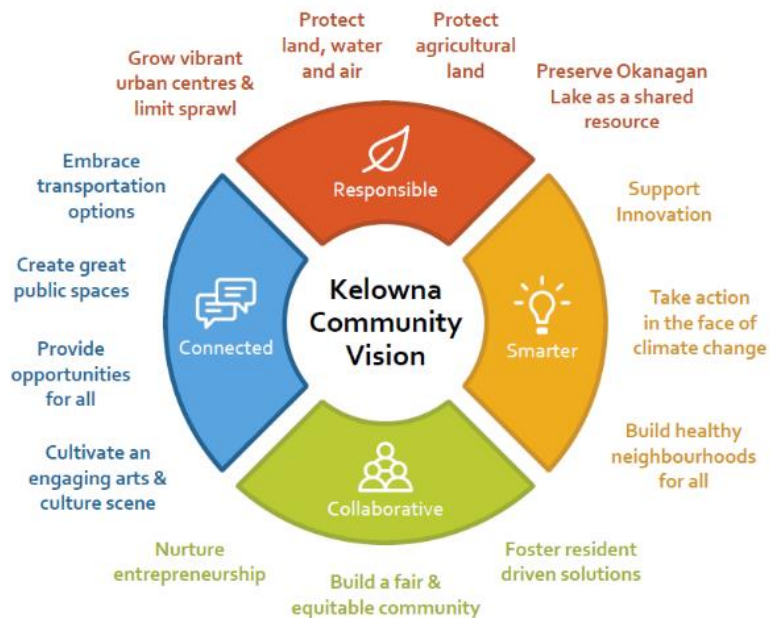 Protect
land, water
and air
Protect
agricultural
land
Grow vibrant
urban centres &
limit sprawl
Preserve Okanagan
Lake as a shared
resource
Responsible
Embrace
transportation
options
Create great
public spaces
Provide
opportunities
for all
Cultivate an
engaging arts &
culture scene
Connected
Kelowna
Community
Vision
Smarter
Support
Innovation
Take action
in the face of
climate change
Build healthy
neighbourhoods
for all
Collaborative
Nurture
entrepreneurship
Build a fair &
equitable community
Foster resident
driven solutions